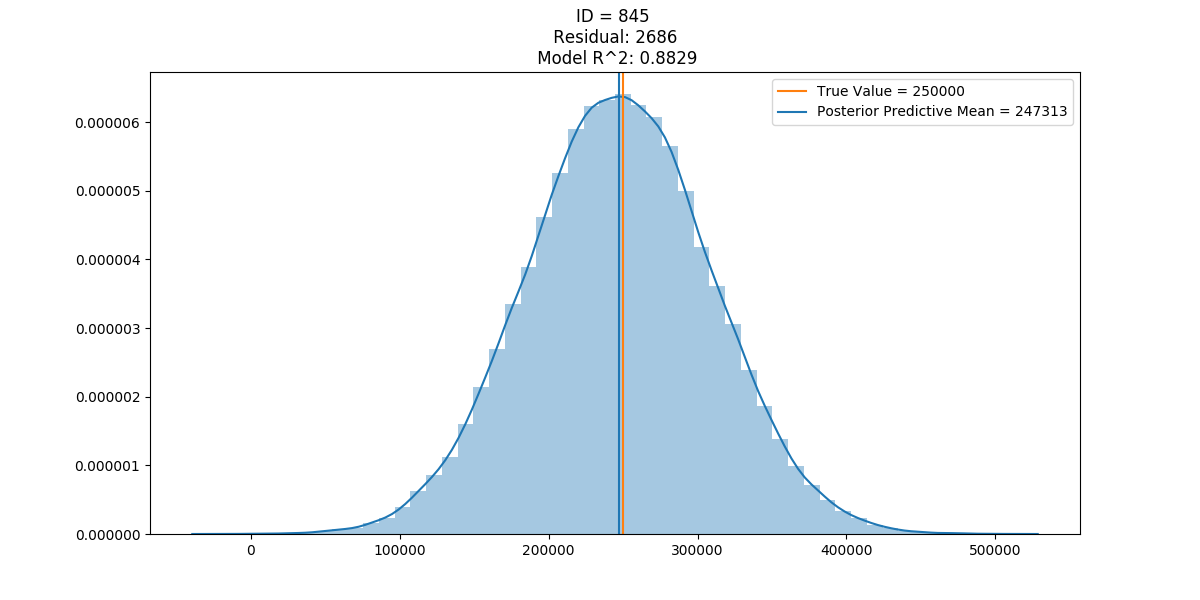 ID = 845
Residual: 2686
Model R^2: 0.8829
True Value = 250000
Posterior Predictive Mean = 247313
0.000006
0.000005
0.000004
0.000003
0.000002
0.000001
0.000000
0 100000 200000 300000 400000 500000